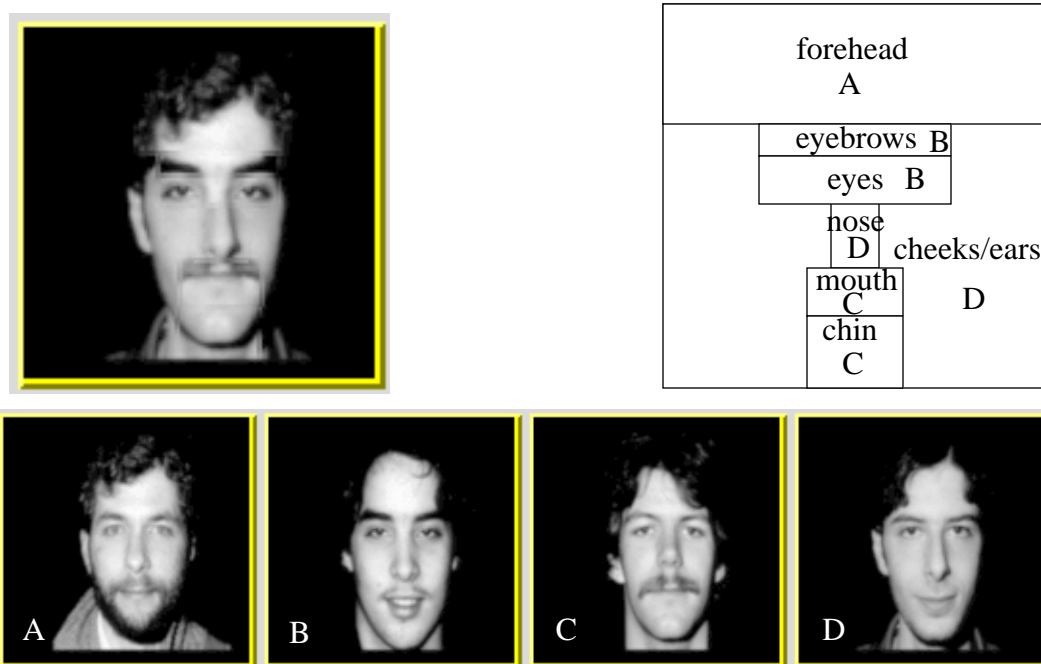 forehead
A
eyebrows B
eyes B
nose
D cheeks/ears
mouth D
C
chin
C
A B C D